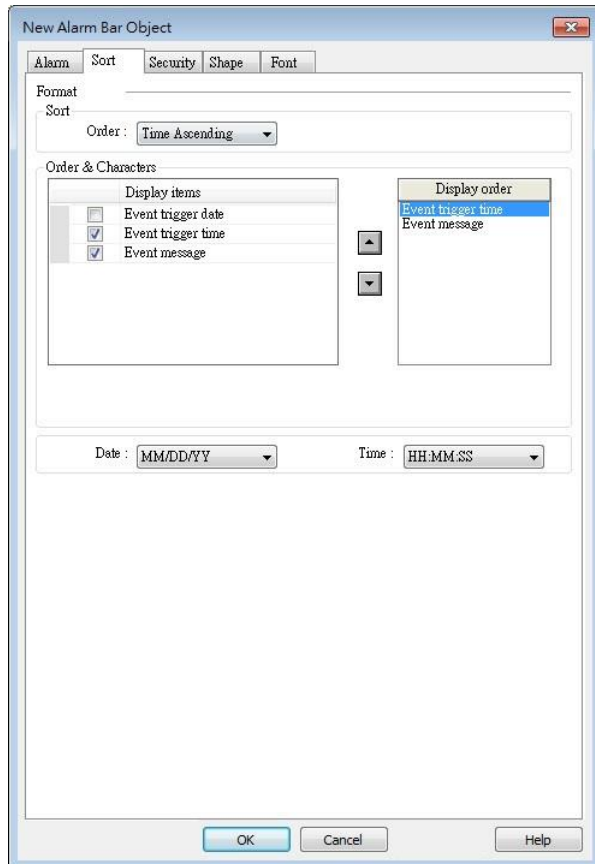 New Alarm Bar Object
Alarm Sort Security Shape Font
Format
Sort
Order : Time Ascending
Order & Characters
Display items
Event trigger date
Event trigger time
Event message
Display order
Event trigger time
Event message
Date : MM/DD/YY Time : HH:MM:SS
OK Cancel Help